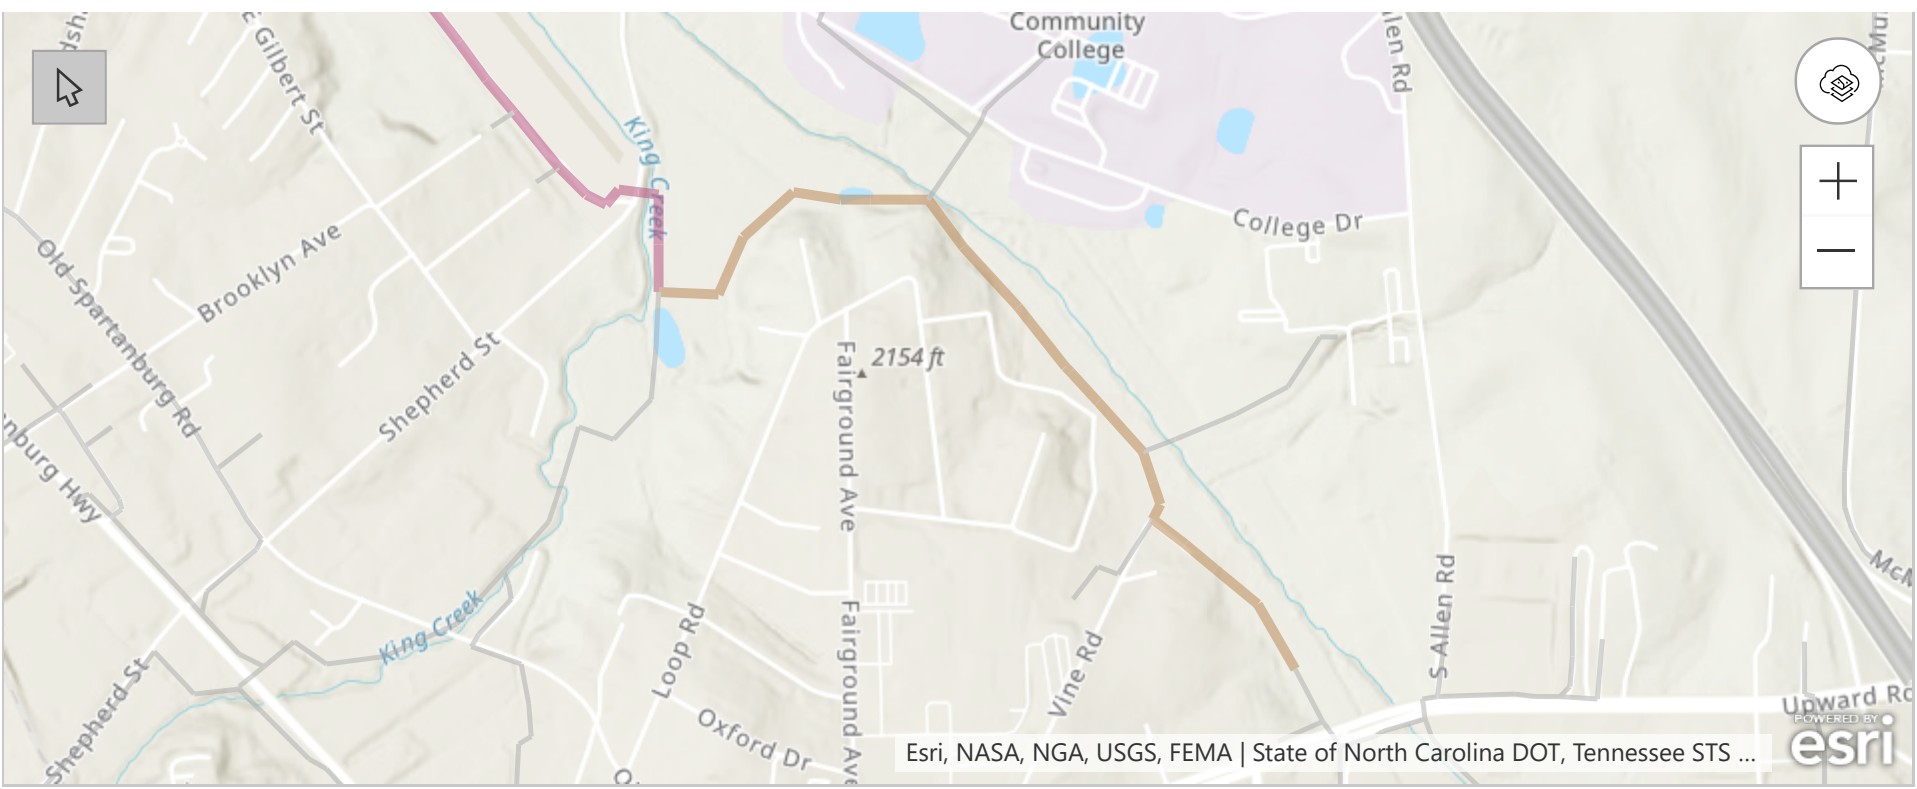 Community
College
E Gilbert St
King Creek
College Dr
Brooklyn Ave
Old Spartanburg Rd
Shepherd St
2154 ft
Fairground Ave
King Creek
Shepherd St
Loop Rd
Fairground Ave
Oxford Dr
Vine Rd
S Allen Rd
Upward Rd
POWERED BY
esri
Esri, NASA, NGA, USGS, FEMA | State of North Carolina DOT, Tennessee STS ...